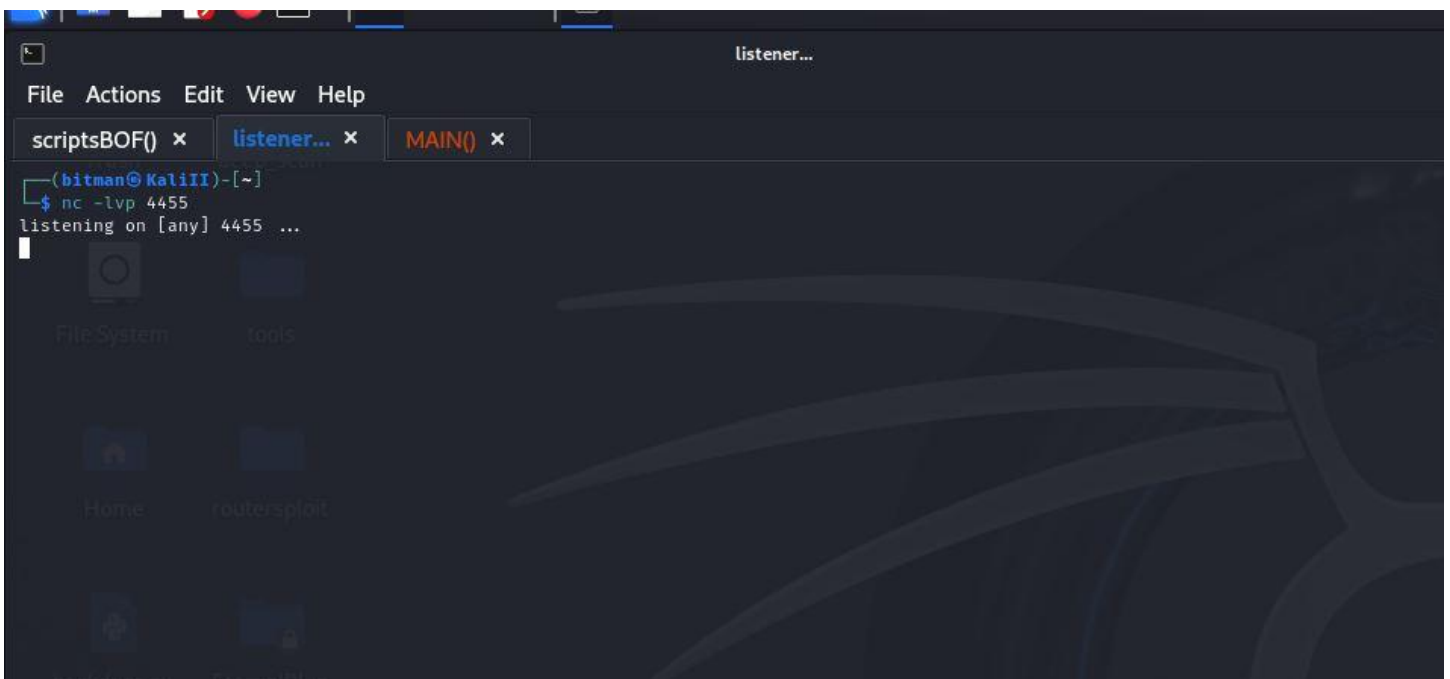 listener...
File Actions Edit View Help
scriptsBOF() × listener... × MAIN() ×
┌──(bitman㉿KaliII)-[~]
└─$ nc -lvp 4455
listening on [any] 4455 ...
File System tools
Home routersploit